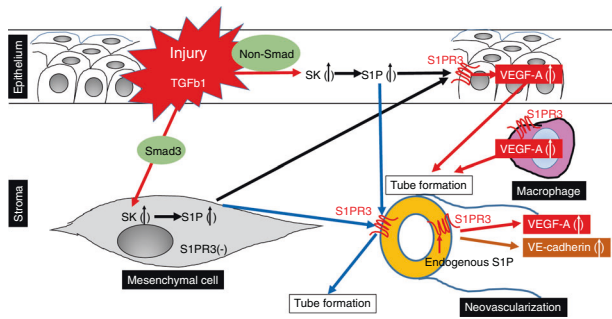 Epithelium
Injury
TGFb1
Non-Smad
SK (↑) S1P (↑)
S1PR3
VEGF-A (↑)
Smad3
S1PR3
VEGF-A (↑)
Macrophage
Stroma
SK (↑) S1P (↑)
S1PR3(-)
Mesenchymal cell
Tube formation
S1PR3
S1PR3
Endogenous S1P
VEGF-A (↑)
VE-cadherin (↑)
Tube formation
Neovascularization